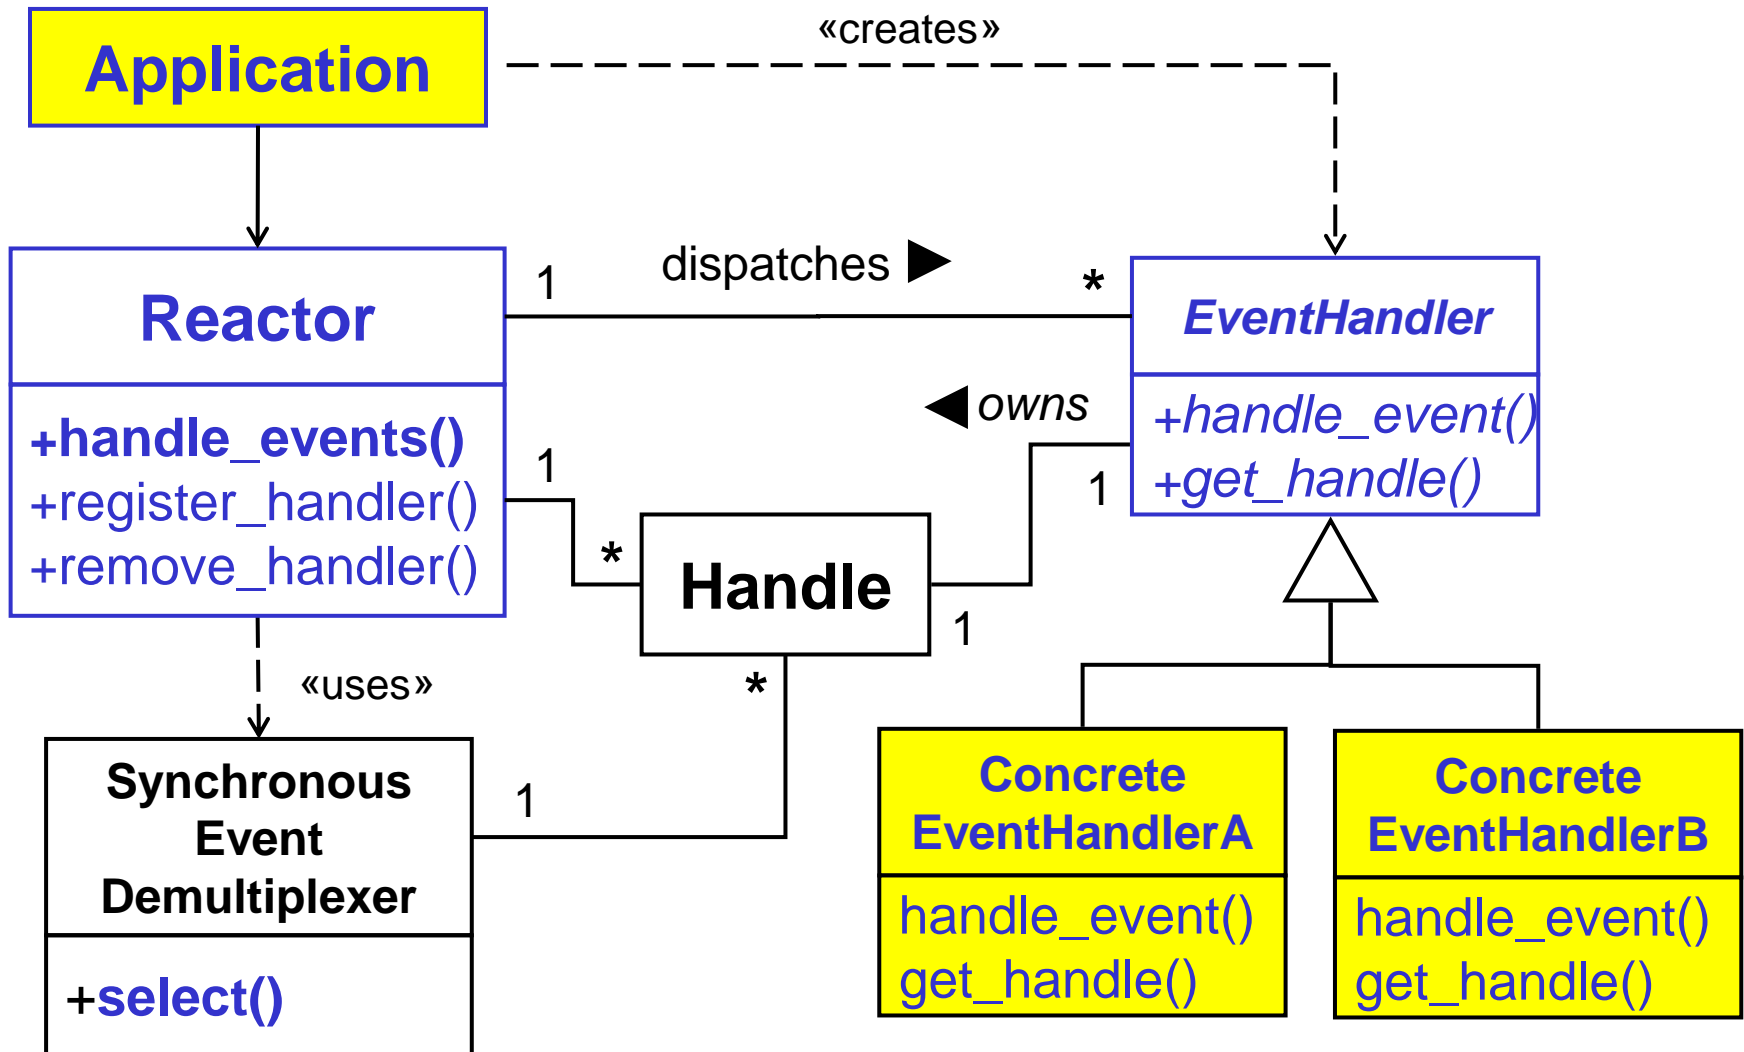 «creates»
Application
dispatches
1
*
Reactor
EventHandler
owns
+handle_events()
+register_handler()
+remove_handler()
+handle_event()
+get_handle()
1
1
*
Handle
1
«uses»
*
Synchronous
Event
Demultiplexer
1
+select()
Concrete
EventHandlerA
handle_event()
get_handle()
Concrete
EventHandlerB
handle_event()
get_handle()